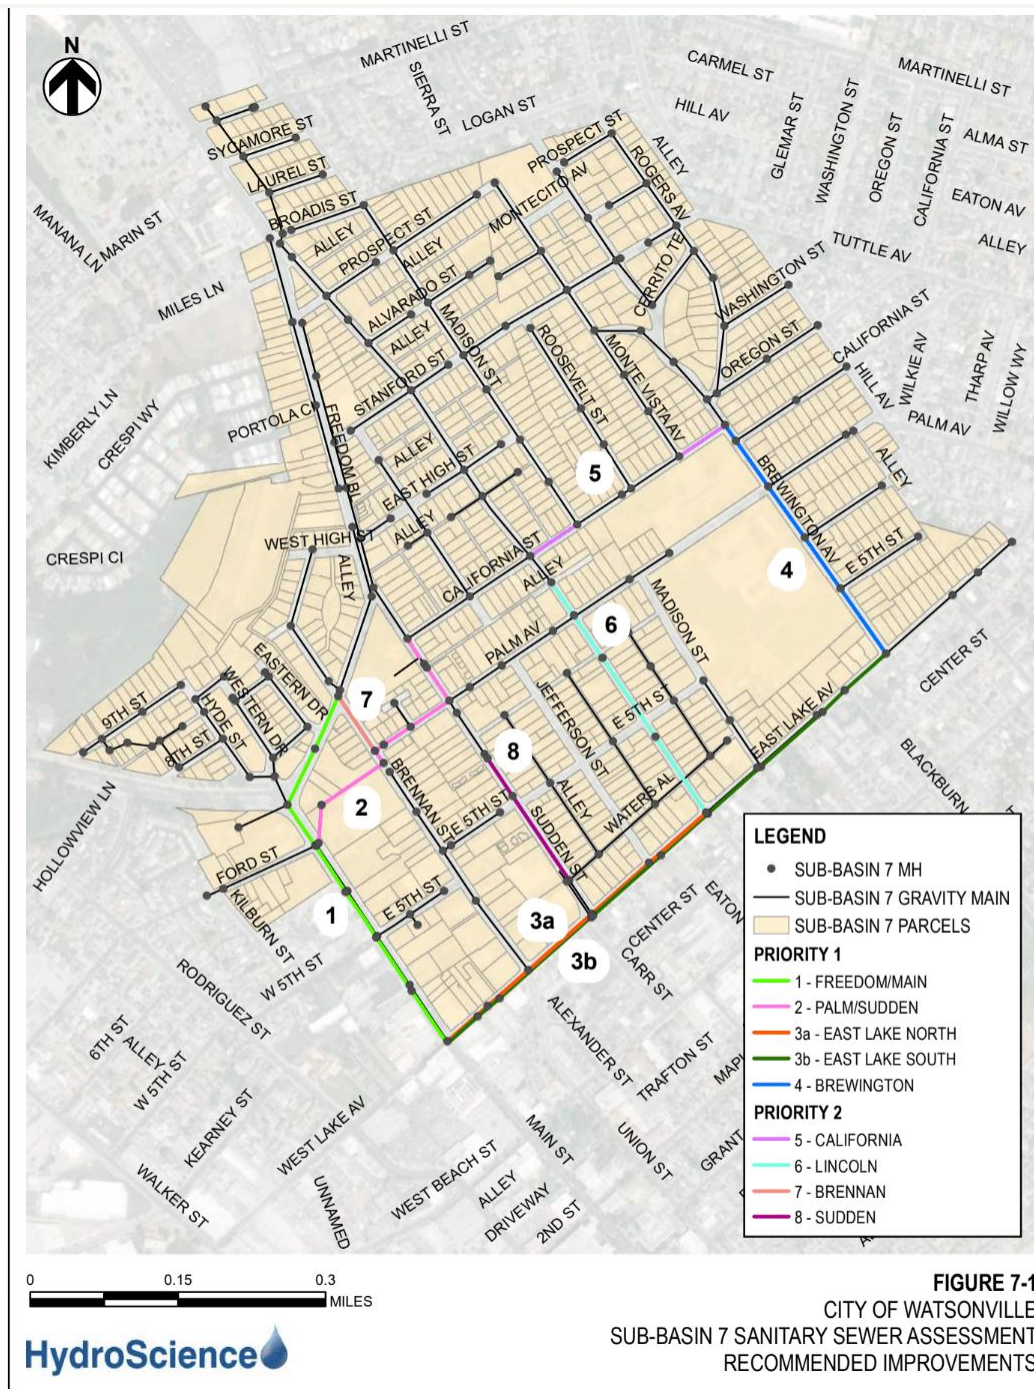 N
MARTINELLI ST
SIERRA ST
LOGAN ST
CARMEL ST
MARTINELLI ST
HILL AV
GLEMAR ST
WASHINGTON ST
OREGON ST
CALIFORNIA ST
ALMA ST
EATON AV
ALLEY
TUTTLE AV
SYCAMORE ST
LAUREL ST
BROADIS ST
ALLEY
PROSPECT ST
ALLEY
ALVARADO ST
ALLEY
STANFORD ST
PROSPECT ST
ALLEY
ROGERS AV
MONTECITO AV
CERRITO TE
WASHINGTON ST
OREGON ST
CALIFORNIA ST
HILL AV
WILKIE AV
THARP AV
WILLOW WY
PALM AV
ALLEY
MANANA LN
MARIN ST
MILES LN
KIMBERLY LN
CRESPI WY
PORTOLA C
CRESPI CI
FREEDOM BL
MADISON ST
ROOSEVELT ST
MONTE VISTA AV
ALLEY
EAST HIGH ST
ALLEY
WEST HIGH ST
ALLEY
CALIFORNIA ST
ALLEY
5
BREWINGTON AV
4
E 5TH ST
6
PALM AV
MADISON ST
JEFFERSON ST
E 5TH ST
EAST LAKE AV
CENTER ST
BLACKBURN
EASTERN DR
WESTERN DR
HYDE ST
9TH ST
8TH ST
7
8
2
BRENNAN ST
E 5TH ST
ALLEY
SUDDEN ST
WATERS AL
HOLLOWVIEW LN
FORD ST
KILBURN ST
1
E 5TH ST
3a
3b
CENTER ST
EATON
CARR ST
W 5TH ST
RODRIGUEZ ST
6TH ST
ALLEY
W 5TH ST
KEARNEY ST
WEST LAKE AV
WALKER ST
UNNAMED
WEST BEACH ST
ALLEY
DRIVEWAY
2ND ST
MAIN ST
ALEXANDER ST
TRAFTON ST
UNION ST
GRANT
LEGEND
SUB-BASIN 7 MH
SUB-BASIN 7 GRAVITY MAIN
SUB-BASIN 7 PARCELS
PRIORITY 1
1 - FREEDOM/MAIN
2 - PALM/SUDDEN
3a - EAST LAKE NORTH
3b - EAST LAKE SOUTH
4 - BREWINGTON
PRIORITY 2
5 - CALIFORNIA
6 - LINCOLN
7 - BRENNAN
8 - SUDDEN
0 0.15 0.3
MILES
HydroScience
FIGURE 7-1
CITY OF WATSONVILLE
SUB-BASIN 7 SANITARY SEWER ASSESSMENT
RECOMMENDED IMPROVEMENTS